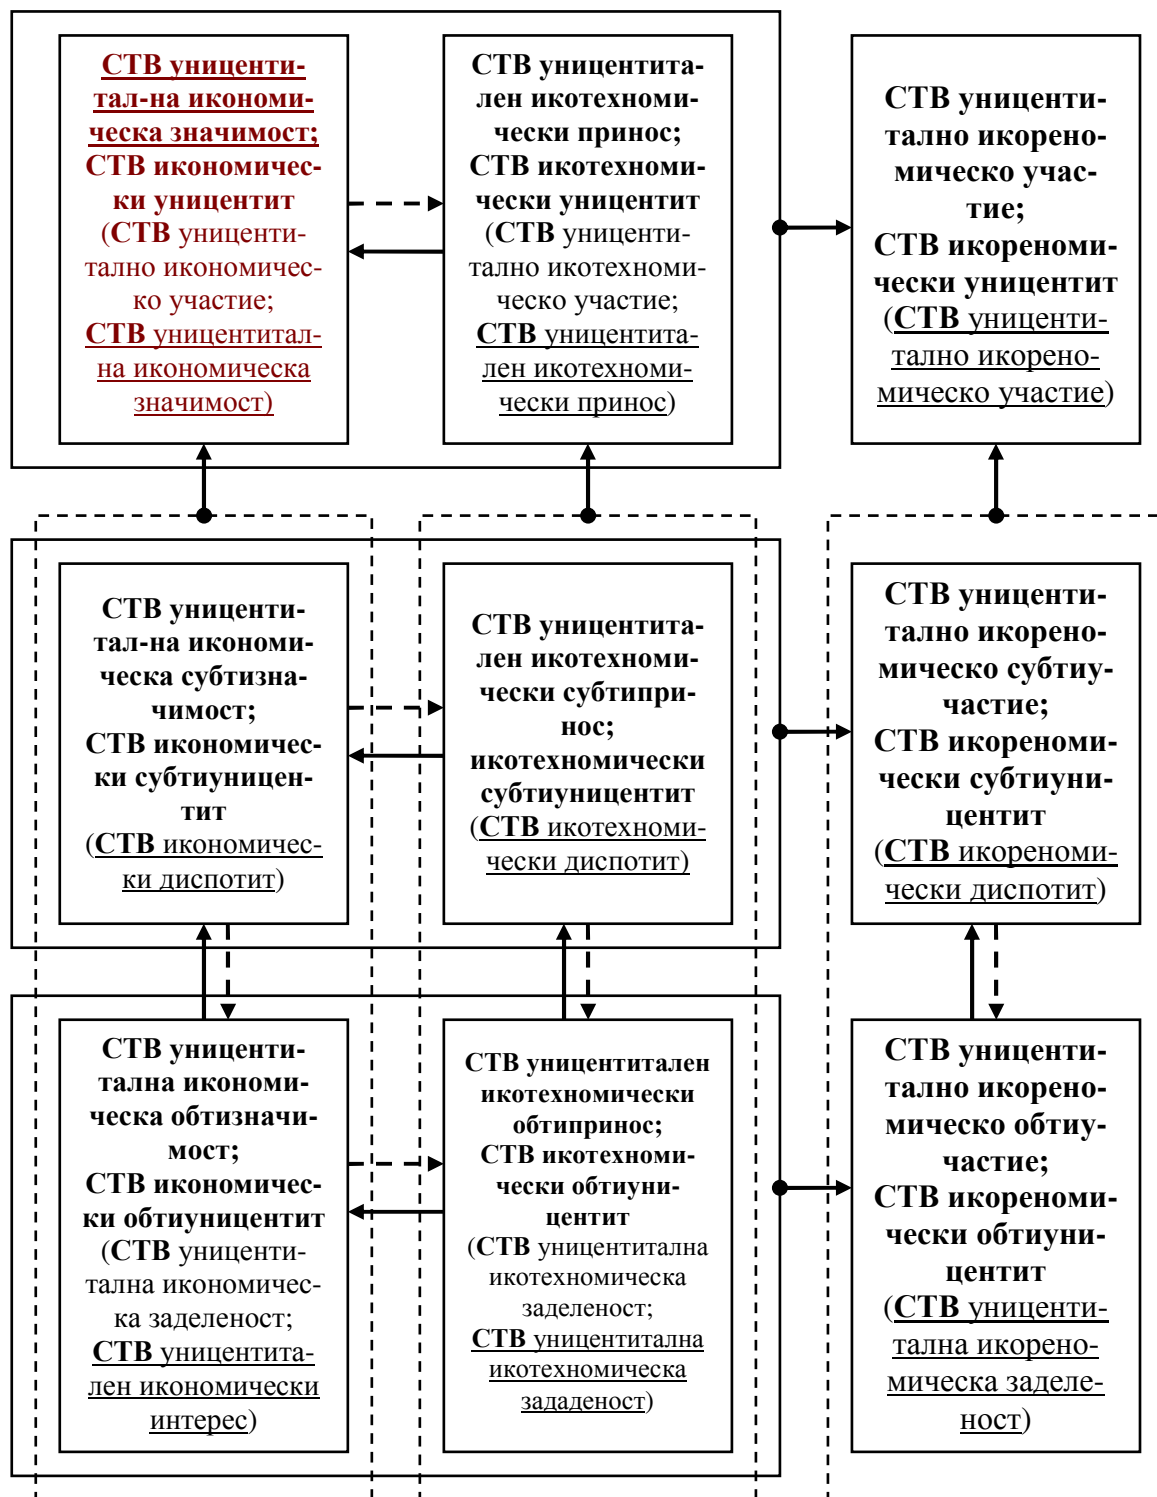 СТВ униценти-
тал-на икономи-
ческа значимост;
СТВ икономичес-
ки уницентит
(СТВ униценти-
тално икономичес-
ко участие;
СТВ уницентитал-
на икономическа
значимост)
СТВ уницентита-
лен икотехноми-
чески принос;
СТВ икотехноми-
чески уницентит
(СТВ униценти-
тално икотехноми-
ческо участие;
СТВ уницентита-
лен икотехноми-
чески принос)
СТВ униценти-
тално икорено-
мическо учас-
тие;
СТВ икореноми-
чески уницентит
(СТВ униценти-
тално икорено-
мическо участие)
СТВ униценти-
тал-на икономи-
ческа субтизна-
чимост;
СТВ икономичес-
ки субтиуницен-
тит
(СТВ икономичес-
ки диспотит)
СТВ уницентита-
лен икотехноми-
чески субтипри-
нос;
икотехномически
субтиуницентит
(СТВ икотехноми-
чески диспотит)
СТВ униценти-
тално икорено-
мическо субтиу-
частие;
СТВ икореноми-
чески субтиуни-
центит
(СТВ икореноми-
чески диспотит)
СТВ униценти-
тална икономи-
ческа обтизначи-
мост;
СТВ икономичес-
ки обтиуницентит
(СТВ униценти-
тална икономичес-
ка заделеност;
СТВ уницентита-
лен икономически
интерес)
СТВ уницентитален
икотехномически
обтипринос;
СТВ икотехноми-
чески обтиуни-
центит
(СТВ уницентитална
икотехномическа
заделеност;
СТВ уницентитална
икотехномическа
зададеност)
СТВ униценти-
тално икорено-
мическо обтиу-
частие;
СТВ икореноми-
чески обтиуни-
центит
(СТВ униценти-
тална икорено-
мическа заделе-
ност)